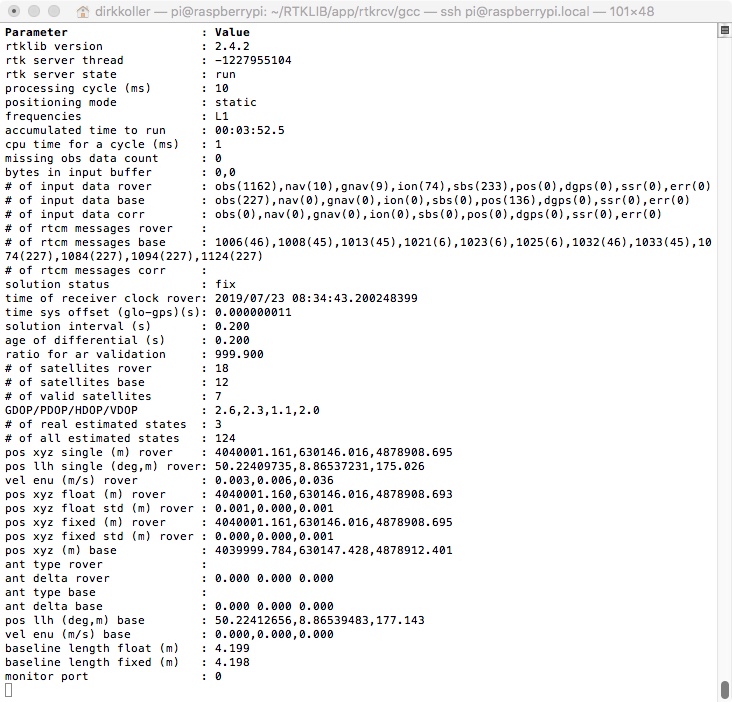 dirkkoller — pi@raspberrypi: ~/RTKLIB/app/rtkrcv/gcc — ssh pi@raspberrypi.local — 101×48
Parameter : Value
rtklib version : 2.4.2
rtk server thread : -1227955104
rtk server state : run
processing cycle (ms) : 10
positioning mode : static
frequencies : L1
accumulated time to run : 00:03:52.5
cpu time for a cycle (ms) : 1
missing obs data count : 0
bytes in input buffer : 0,0
# of input data rover : obs(1162),nav(10),gnav(9),ion(74),sbs(233),pos(0),dgps(0),ssr(0),err(0)
# of input data base : obs(227),nav(0),gnav(0),ion(0),sbs(0),pos(136),dgps(0),ssr(0),err(0)
# of input data corr : obs(0),nav(0),gnav(0),ion(0),sbs(0),pos(0),dgps(0),ssr(0),err(0)
# of rtcm messages rover :
# of rtcm messages base : 1006(46),1008(45),1013(45),1021(6),1023(6),1025(6),1032(46),1033(45),10
74(227),1084(227),1094(227),1124(227)
# of rtcm messages corr :
solution status : fix
time of receiver clock rover: 2019/07/23 08:34:43.200248399
time sys offset (glo-gps)(s): 0.000000011
solution interval (s) : 0.200
age of differential (s) : 0.200
ratio for ar validation : 999.900
# of satellites rover : 18
# of satellites base : 12
# of valid satellites : 7
GDOP/PDOP/HDOP/VDOP : 2.6,2.3,1.1,2.0
# of real estimated states : 3
# of all estimated states : 124
pos xyz single (m) rover : 4040001.161,630146.016,4878908.695
pos llh single (deg,m) rover: 50.22409735,8.86537231,175.026
vel enu (m/s) rover : 0.003,0.006,0.036
pos xyz float (m) rover : 4040001.160,630146.016,4878908.693
pos xyz float std (m) rover : 0.001,0.000,0.001
pos xyz fixed (m) rover : 4040001.161,630146.016,4878908.695
pos xyz fixed std (m) rover : 0.000,0.000,0.001
pos xyz (m) base : 4039999.784,630147.428,4878912.401
ant type rover :
ant delta rover : 0.000 0.000 0.000
ant type base :
ant delta base : 0.000 0.000 0.000
pos llh (deg,m) base : 50.22412656,8.86539483,177.143
vel enu (m/s) base : 0.000,0.000,0.000
baseline length float (m) : 4.199
baseline length fixed (m) : 4.198
monitor port : 0